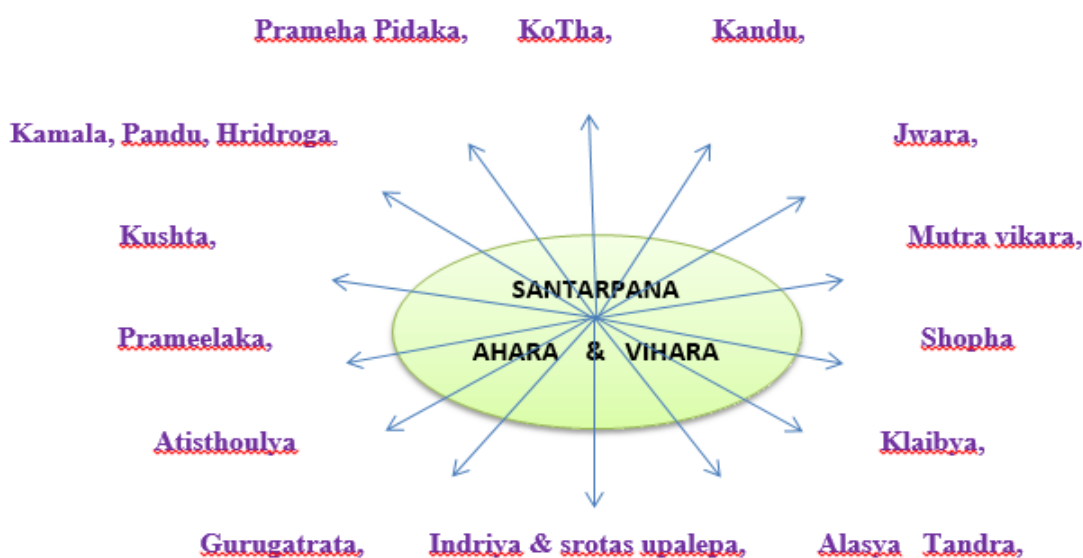 Prameha Pidaka, KoTha, Kandu,
Kamala, Pandu, Hridroga. Jwara,
Kushta, Mutra vikara,
SANTARPANA
Prameelaka, AHARA & VIHARA Shopha
Atisthoulya Klaibya,
Gurugatrata, Indriya & srotas upalepa, Alasya Tandra,